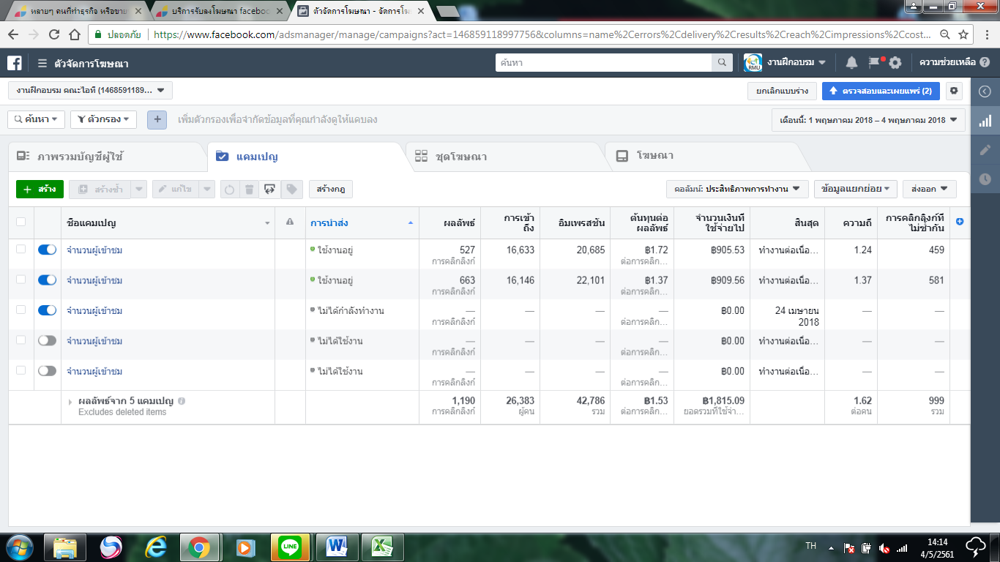 หลายๆ คนที่ทำธุรกิจ หรือขาย
บริการรับลงโฆษณา facebook
ตัวจัดการโฆษณา - จัดการโฆ
ปลอดภัย
https://www.facebook.com/adsmanager/manage/campaigns?act=146859118997756&columns=name%2Cerrors%2Cdelivery%2Cresults%2Creach%2Cimpressions%2Ccost...
ตัวจัดการโฆษณา
ค้นหา
งานฝึกอบรม
ความช่วยเหลือ
งานฝึกอบรม คณะไอที (1468591189...
ยกเลิกแบบร่าง
ตรวจสอบและเผยแพร่ (2)
ค้นหา
ตัวกรอง
เพิ่มตัวกรองเพื่อจำกัดข้อมูลที่คุณกำลังดูให้แคบลง
เดือนนี้: 1 พฤษภาคม 2018 – 4 พฤษภาคม 2018
ภาพรวมบัญชีผู้ใช้
แคมเปญ
ชุดโฆษณา
โฆษณา
สร้าง
สร้างซ้ำ
แก้ไข
สร้างกฎ
คอลัมน์: ประสิทธิภาพการทำงาน
ข้อมูลแยกย่อย
ส่งออก
ชื่อแคมเปญ
การนำส่ง
ผลลัพธ์
การเข้าถึง
อิมเพรสชัน
ต้นทุนต่อผลลัพธ์
จำนวนเงินที่ใช้จ่ายไป
สิ้นสุด
ความถี่
การคลิกลิงก์ที่ไม่ซ้ำกัน
จำนวนผู้เข้าชม ใช้งานอยู่ 527 16,633 20,685 ฿1.72 ฿905.53 ทำงานต่อเนื่อ... 1.24 459
การคลิกลิงก์ ต่อการคลิก...
จำนวนผู้เข้าชม ใช้งานอยู่ 663 16,146 22,101 ฿1.37 ฿909.56 ทำงานต่อเนื่อ... 1.37 581
การคลิกลิงก์ ต่อการคลิก...
จำนวนผู้เข้าชม ไม่ได้กำลังทำงาน — — — — ฿0.00 24 เมษายน — —
การคลิกลิงก์ ต่อการคลิก... 2018
จำนวนผู้เข้าชม ไม่ได้ใช้งาน — — — — ฿0.00 ทำงานต่อเนื่อ... — —
การคลิกลิงก์ ต่อการคลิก...
จำนวนผู้เข้าชม ไม่ได้ใช้งาน — — — — ฿0.00 ทำงานต่อเนื่อ... — —
การคลิกลิงก์ ต่อการคลิก...
ผลลัพธ์จาก 5 แคมเปญ 1,190 26,383 42,786 ฿1.53 ฿1,815.09 1.62 999
Excludes deleted items การคลิกลิงก์ ผู้คน รวม ต่อการคลิก... ยอดรวมที่ใช้จ่า... ต่อคน รวม
LINE
TH
14:14
4/5/2561